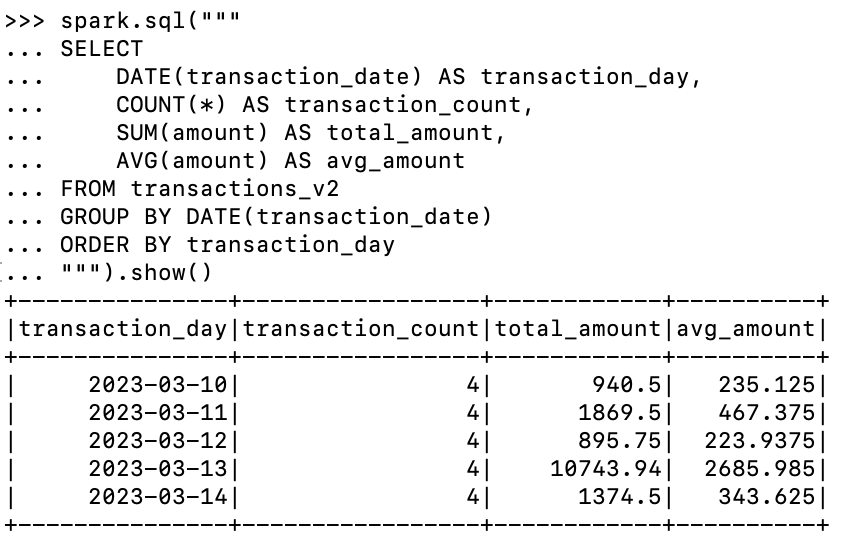 >>> spark.sql("""
... SELECT
...     DATE(transaction_date) AS transaction_day,
...     COUNT(*) AS transaction_count,
...     SUM(amount) AS total_amount,
...     AVG(amount) AS avg_amount
... FROM transactions_v2
... GROUP BY DATE(transaction_date)
... ORDER BY transaction_day
... """).show()
+---------------+-----------------+------------+----------+
|transaction_day|transaction_count|total_amount|avg_amount|
+---------------+-----------------+------------+----------+
|     2023-03-10|                4|       940.5|   235.125|
|     2023-03-11|                4|      1869.5|   467.375|
|     2023-03-12|                4|      895.75|  223.9375|
|     2023-03-13|                4|    10743.94|  2685.985|
|     2023-03-14|                4|      1374.5|   343.625|
+---------------+-----------------+------------+----------+